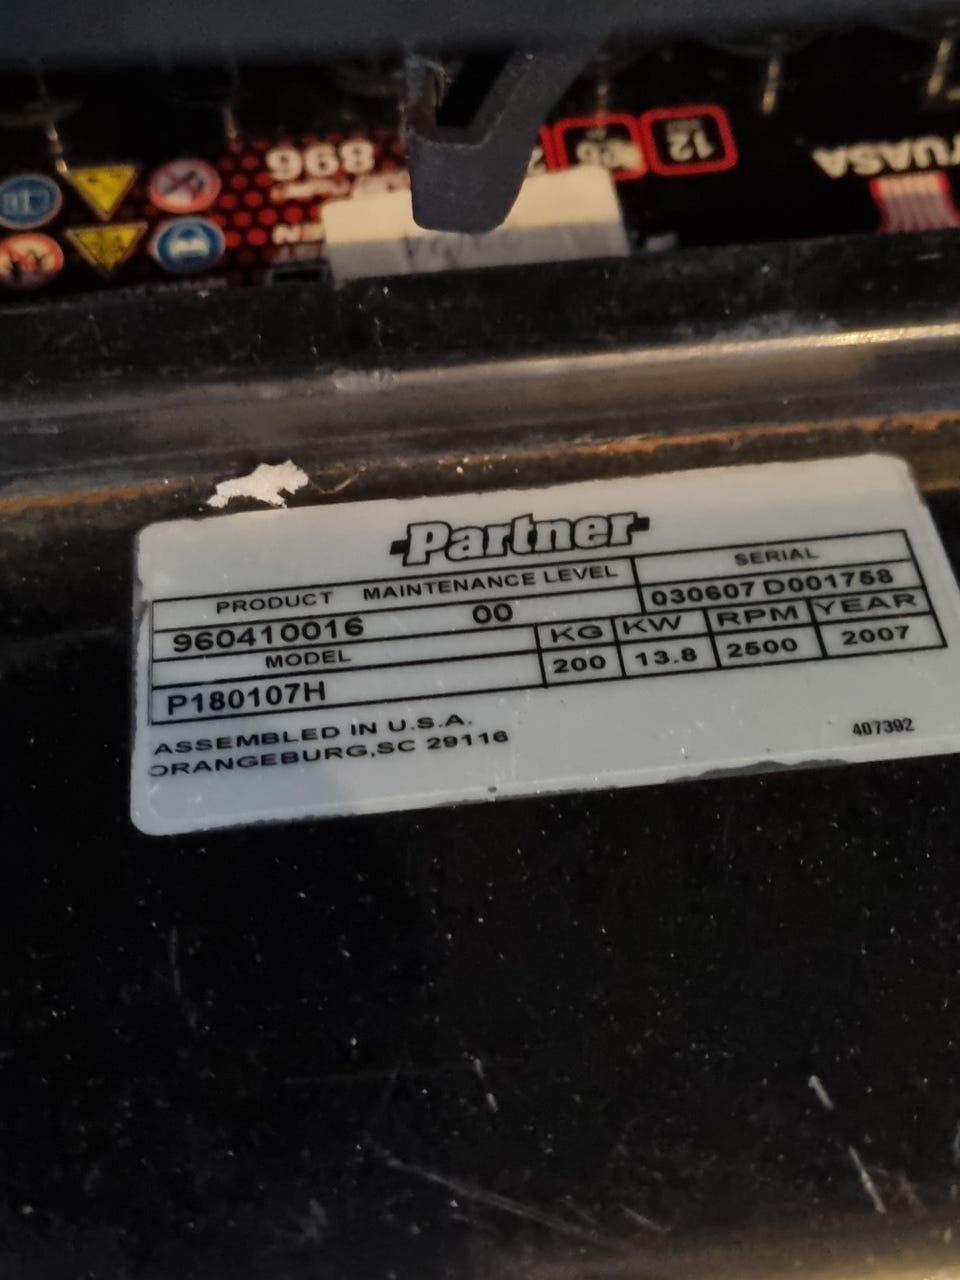 896
12
YUASA
Partner
PRODUCT MAINTENANCE LEVEL SERIAL
960410016 00 030607 D001758
MODEL KG KW RPM YEAR
P180107H 200 13.8 2500 2007
ASSEMBLED IN U.S.A.
ORANGEBURG,SC 29116
407392